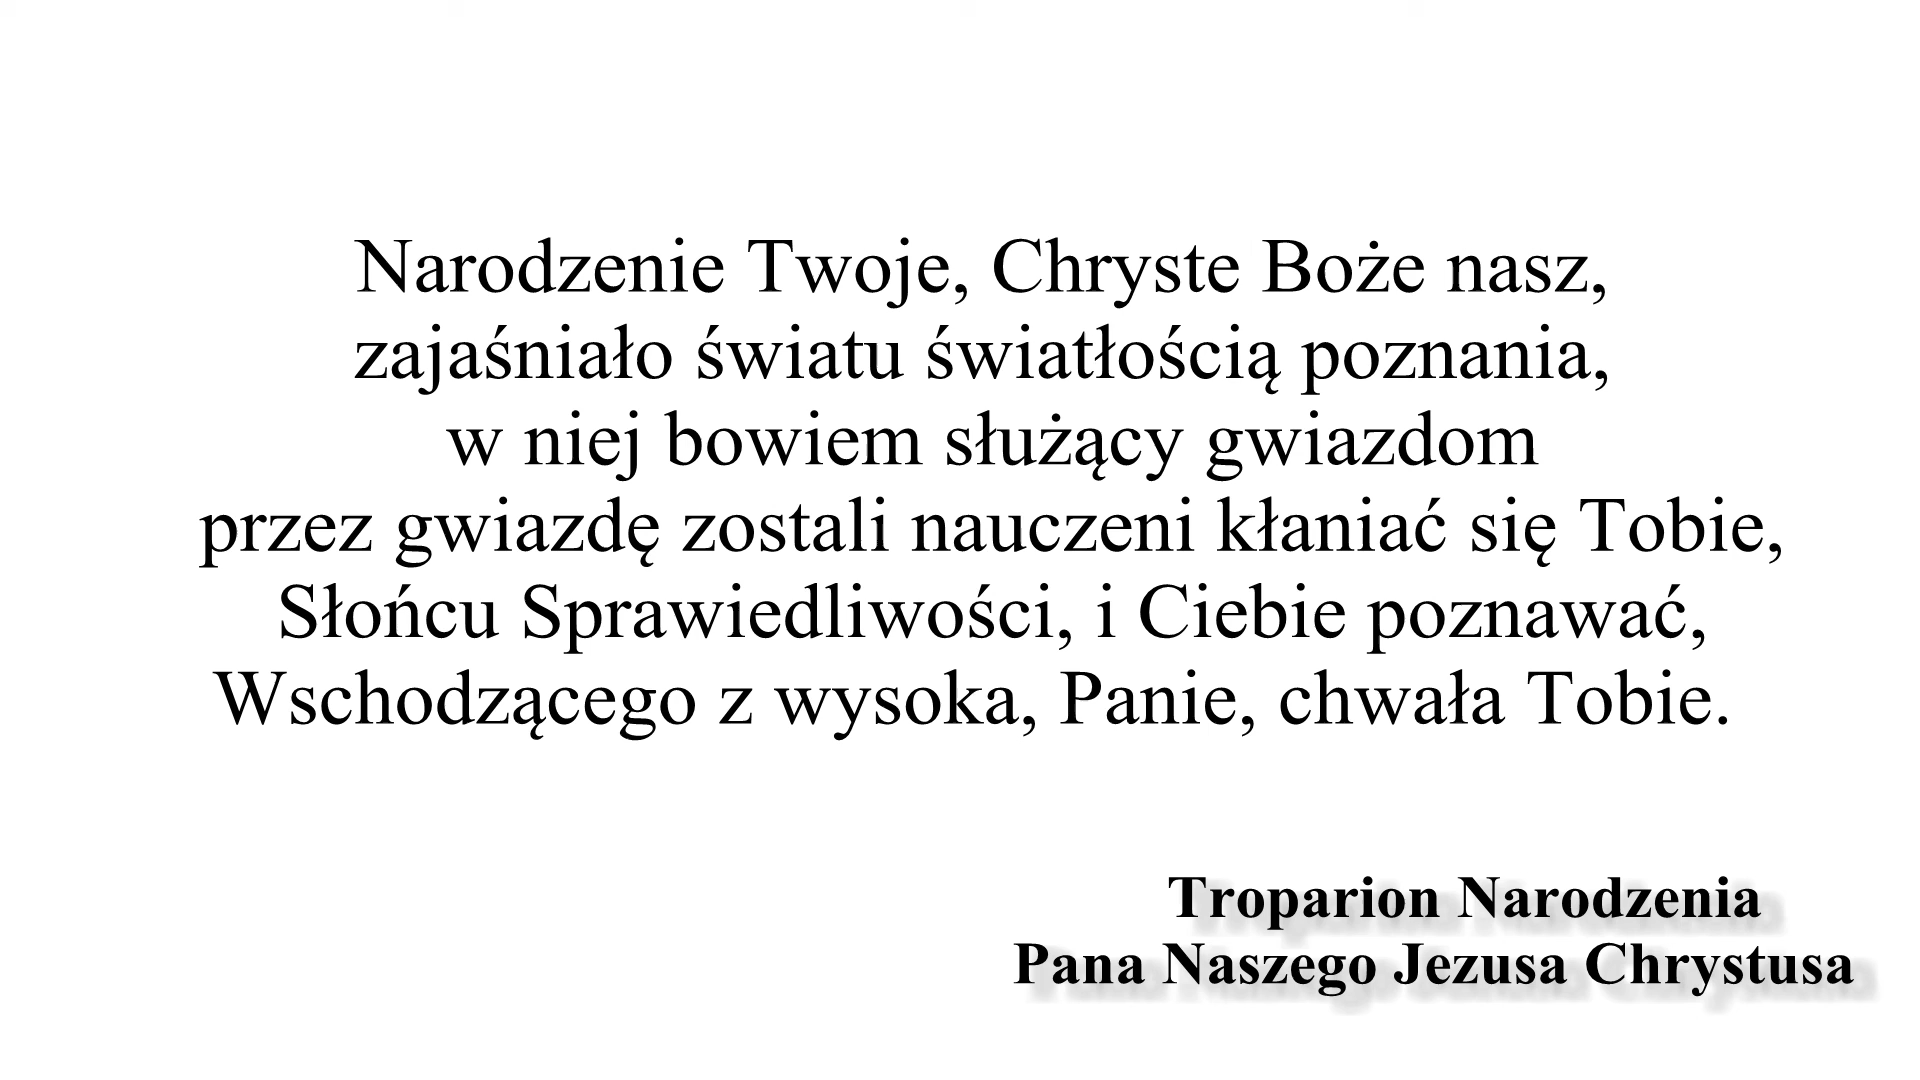 Narodzenie Twoje, Chryste Boże nasz,
zajaśniało światu światłością poznania,
w niej bowiem służący gwiazdom
przez gwiazdę zostali nauczeni kłaniać się Tobie,
Słońcu Sprawiedliwości, i Ciebie poznawać,
Wschodzącego z wysoka, Panie, chwała Tobie.
Troparion Narodzenia
Pana Naszego Jezusa Chrystusa